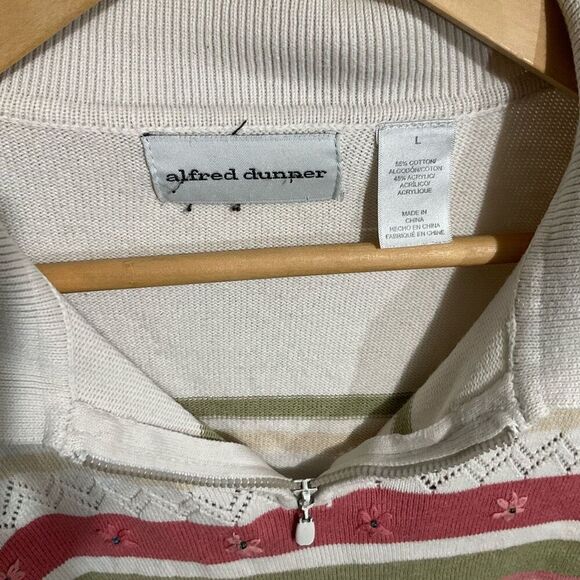 alfred dunner
L
55% COTTON/
ALGODÓN/COTON
45% ACRYLIC/
ACRÍLICO/
ACRYLIQUE
MADE IN
CHINA
HECHO EN CHINA
FABRIQUÉ EN CHINE